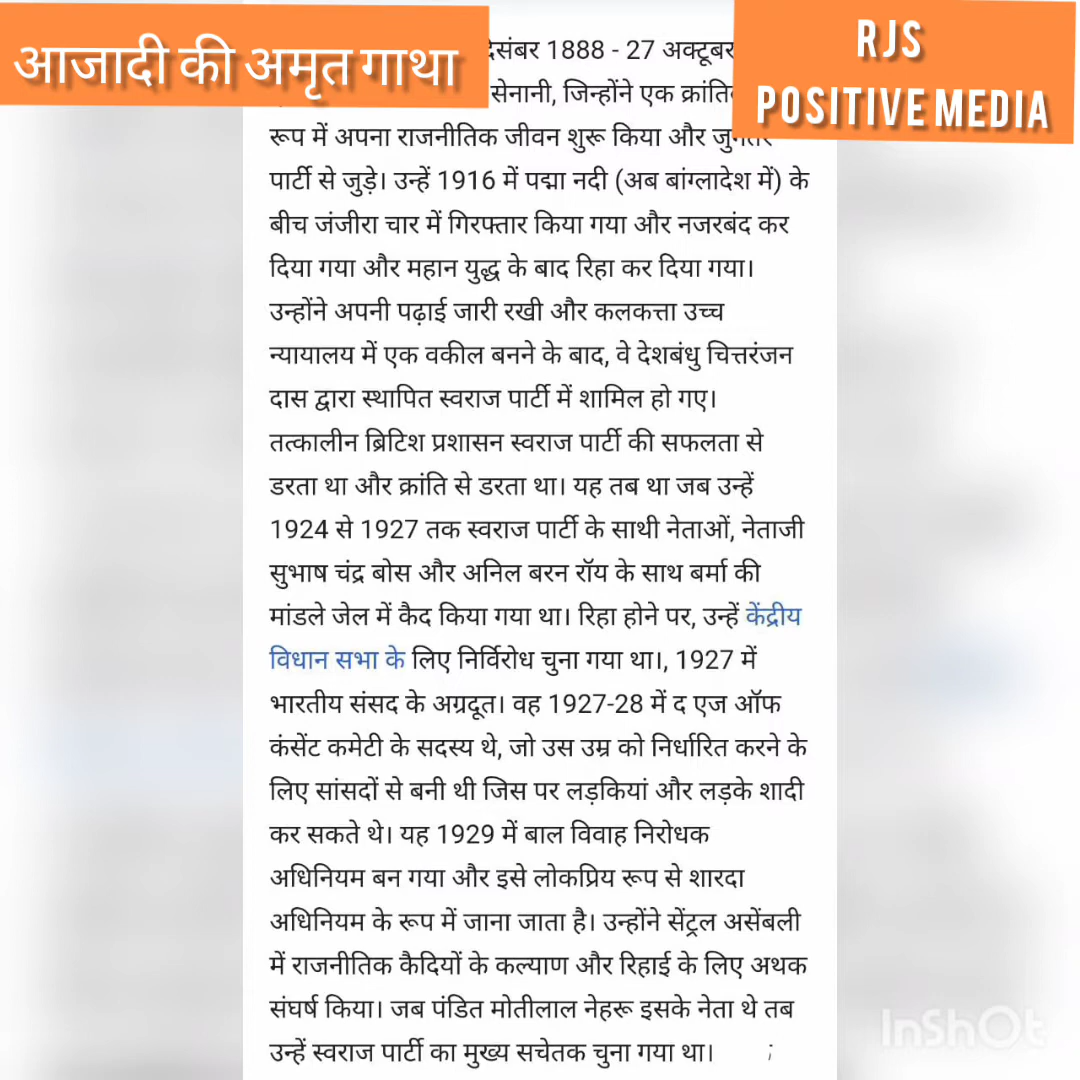 आजादी की अमृत गाथा
RJS
POSITIVE MEDIA
1888 - 27 अक्टूबर
सेनानी, जिन्होंने एक
रूप में अपना राजनीतिक जीवन शुरू किया और
पार्टी से जुड़े। उन्हें 1916 में पद्मा नदी (अब बांग्लादेश में) के
बीच जंजीरा चार में गिरफ्तार किया गया और नजरबंद कर
दिया गया और महान युद्ध के बाद रिहा कर दिया गया।
उन्होंने अपनी पढ़ाई जारी रखी और कलकत्ता उच्च
न्यायालय में एक वकील बनने के बाद, वे देशबंधु चित्तरंजन
दास द्वारा स्थापित स्वराज पार्टी में शामिल हो गए।
तत्कालीन ब्रिटिश प्रशासन स्वराज पार्टी की सफलता से
डरता था और क्रांति से डरता था। यह तब था जब उन्हें
1924 से 1927 तक स्वराज पार्टी के साथी नेताओं, नेताजी
सुभाष चंद्र बोस और अनिल बरन रॉय के साथ बर्मा की
मांडले जेल में कैद किया गया था। रिहा होने पर, उन्हें केंद्रीय
विधान सभा के लिए निर्विरोध चुना गया था।, 1927 में
भारतीय संसद के अग्रदूत। वह 1927-28 में द एज ऑफ
कंसेंट कमेटी के सदस्य थे, जो उस उम्र को निर्धारित करने के
लिए सांसदों से बनी थी जिस पर लड़कियां और लड़के शादी
कर सकते थे। यह 1929 में बाल विवाह निरोधक
अधिनियम बन गया और इसे लोकप्रिय रूप से शारदा
अधिनियम के रूप में जाना जाता है। उन्होंने सेंट्रल असेंबली
में राजनीतिक कैदियों के कल्याण और रिहाई के लिए अथक
संघर्ष किया। जब पंडित मोतीलाल नेहरू इसके नेता थे तब
उन्हें स्वराज पार्टी का मुख्य सचेतक चुना गया था।
InShOt